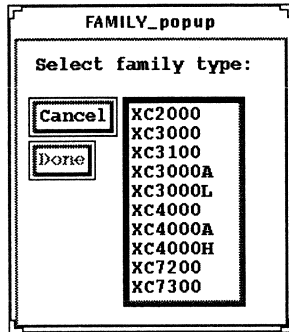 FAMILY_popup
Select family type:
Cancel
Done
XC2000
XC3000
XC3100
XC3000A
XC3000L
XC4000
XC4000A
XC4000H
XC7200
XC7300